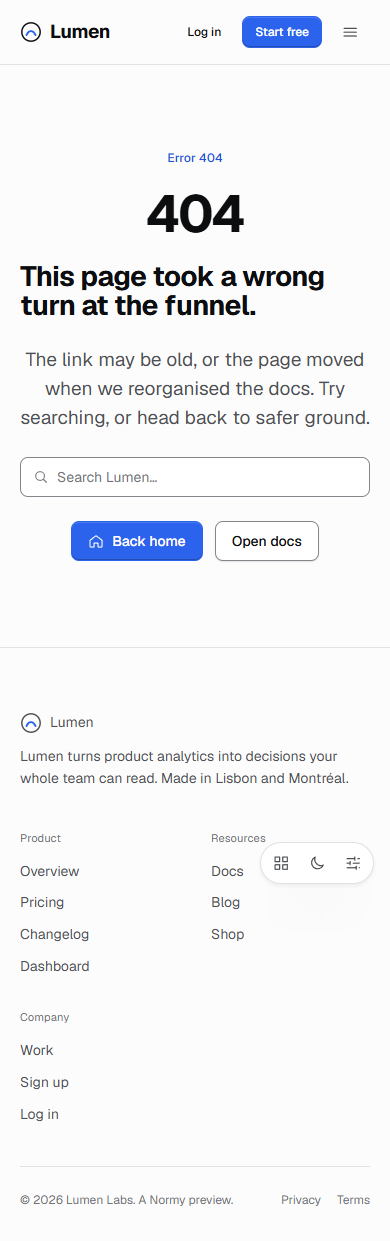 Lumen
Log in
Start free
Error 404
404
This page took a wrong
turn at the funnel.
The link may be old, or the page moved
when we reorganised the docs. Try
searching, or head back to safer ground.
Search Lumen...
Back home
Open docs
Lumen
Lumen turns product analytics into decisions your
whole team can read. Made in Lisbon and Montréal.
Product
Overview
Pricing
Changelog
Dashboard
Resources
Docs
Blog
Shop
Company
Work
Sign up
Log in
© 2026 Lumen Labs. A Normy preview.
Privacy
Terms